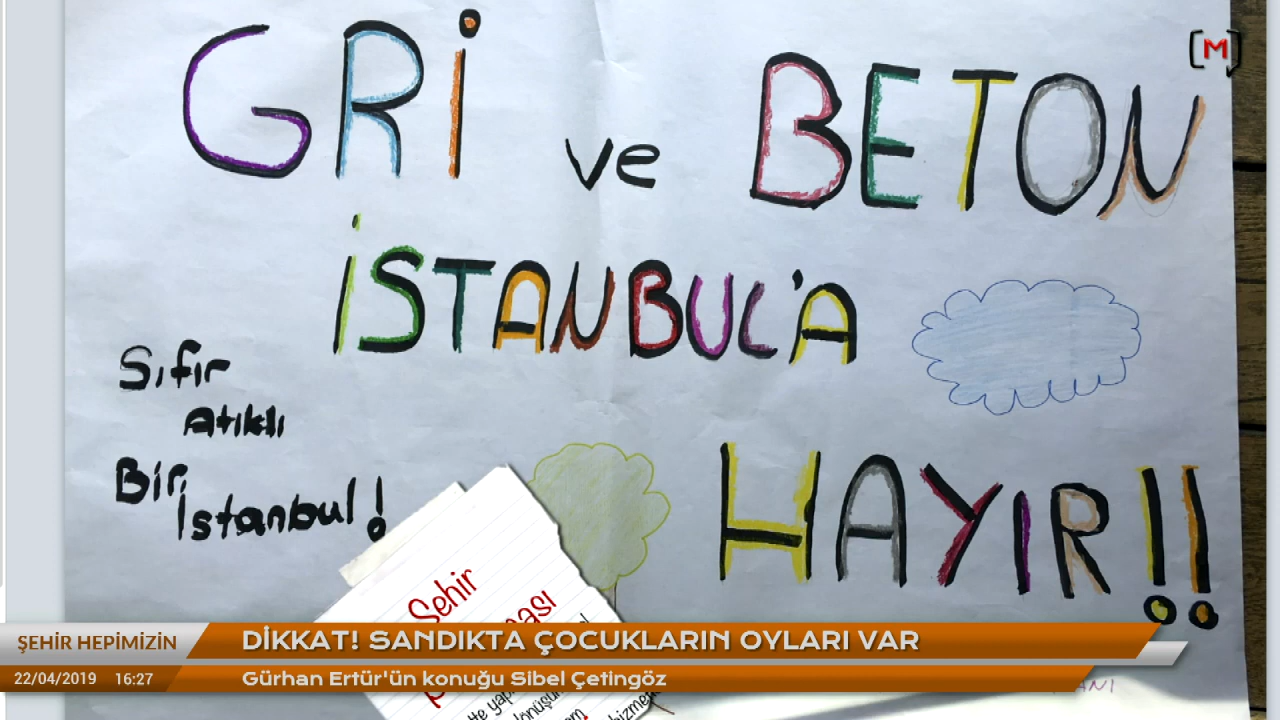 [M]
GRİ ve BETON
İSTANBUL'A
Sıfır
Atıklı
Bir
İstanbul!
HAYIR!!
Şehir
ŞEHİR HEPİMİZİN
DİKKAT! SANDIKTA ÇOCUKLARIN OYLARI VAR
22/04/2019 16:27
Gürhan Ertür'ün konuğu Sibel Çetingöz